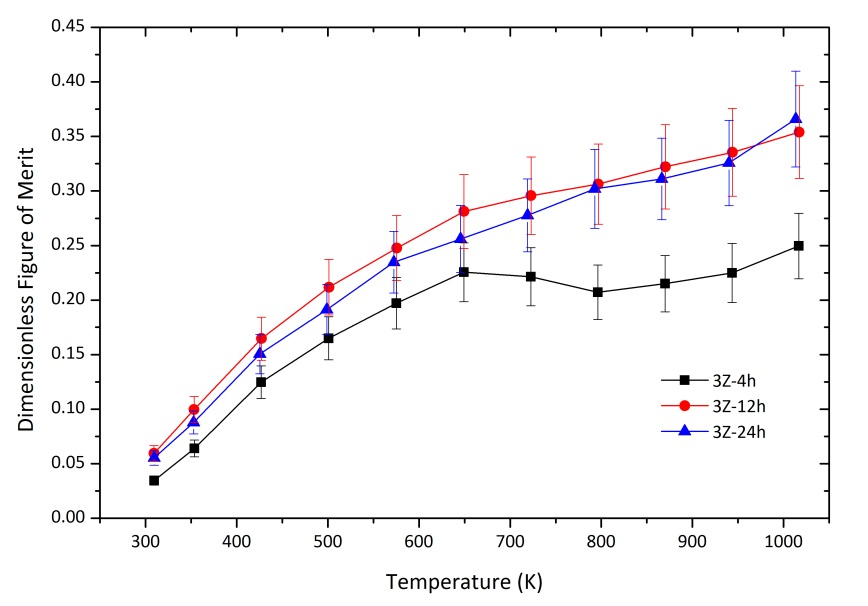 0.45
0.40
0.35
0.30
0.25
0.20
0.15
0.10
0.05
0.00
Dimensionless Figure of Merit
3Z-4h
3Z-12h
3Z-24h
300 400 500 600 700 800 900 1000
Temperature (K)